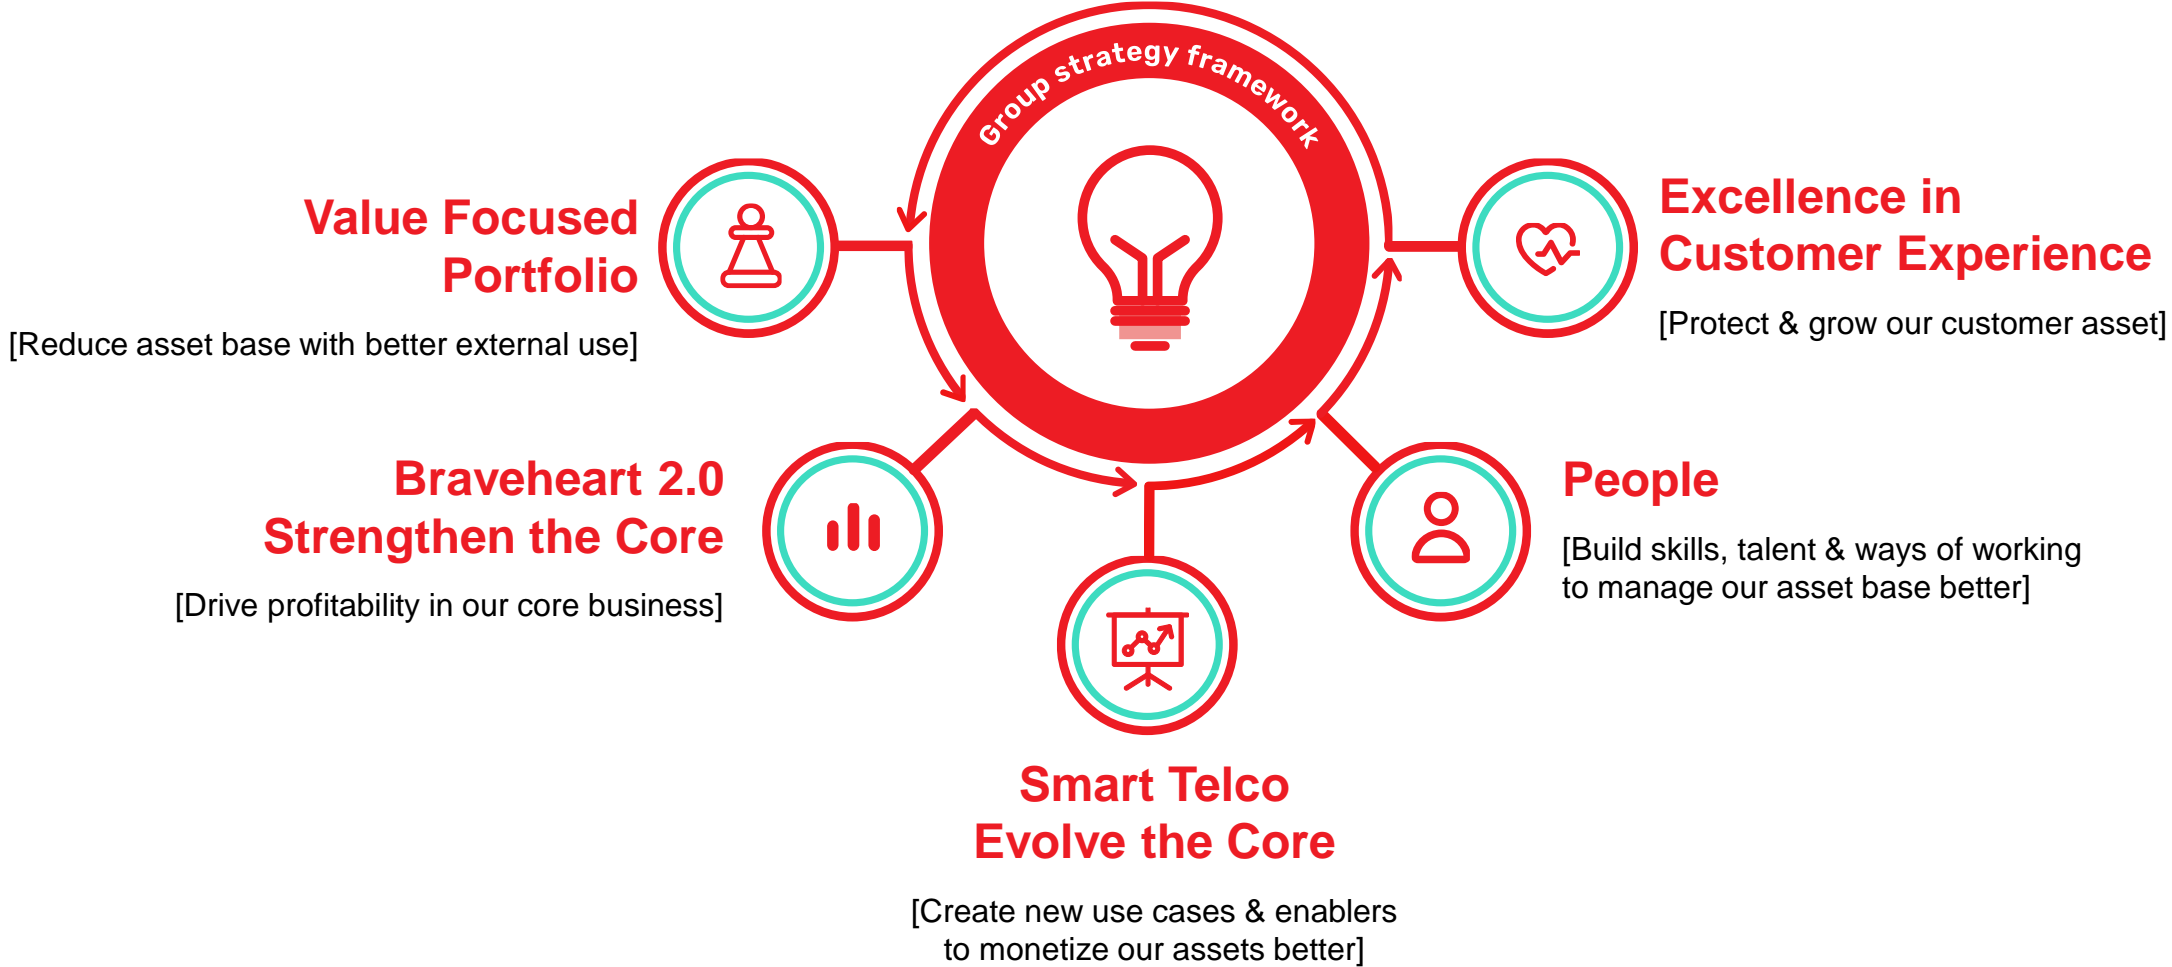 Group strategy framework
Value Focused
Portfolio
[Reduce asset base with better external use]
Excellence in
Customer Experience
[Protect & grow our customer asset]
Braveheart 2.0
Strengthen the Core
[Drive profitability in our core business]
People
[Build skills, talent & ways of working
to manage our asset base better]
Smart Telco
Evolve the Core
[Create new use cases & enablers
to monetize our assets better]